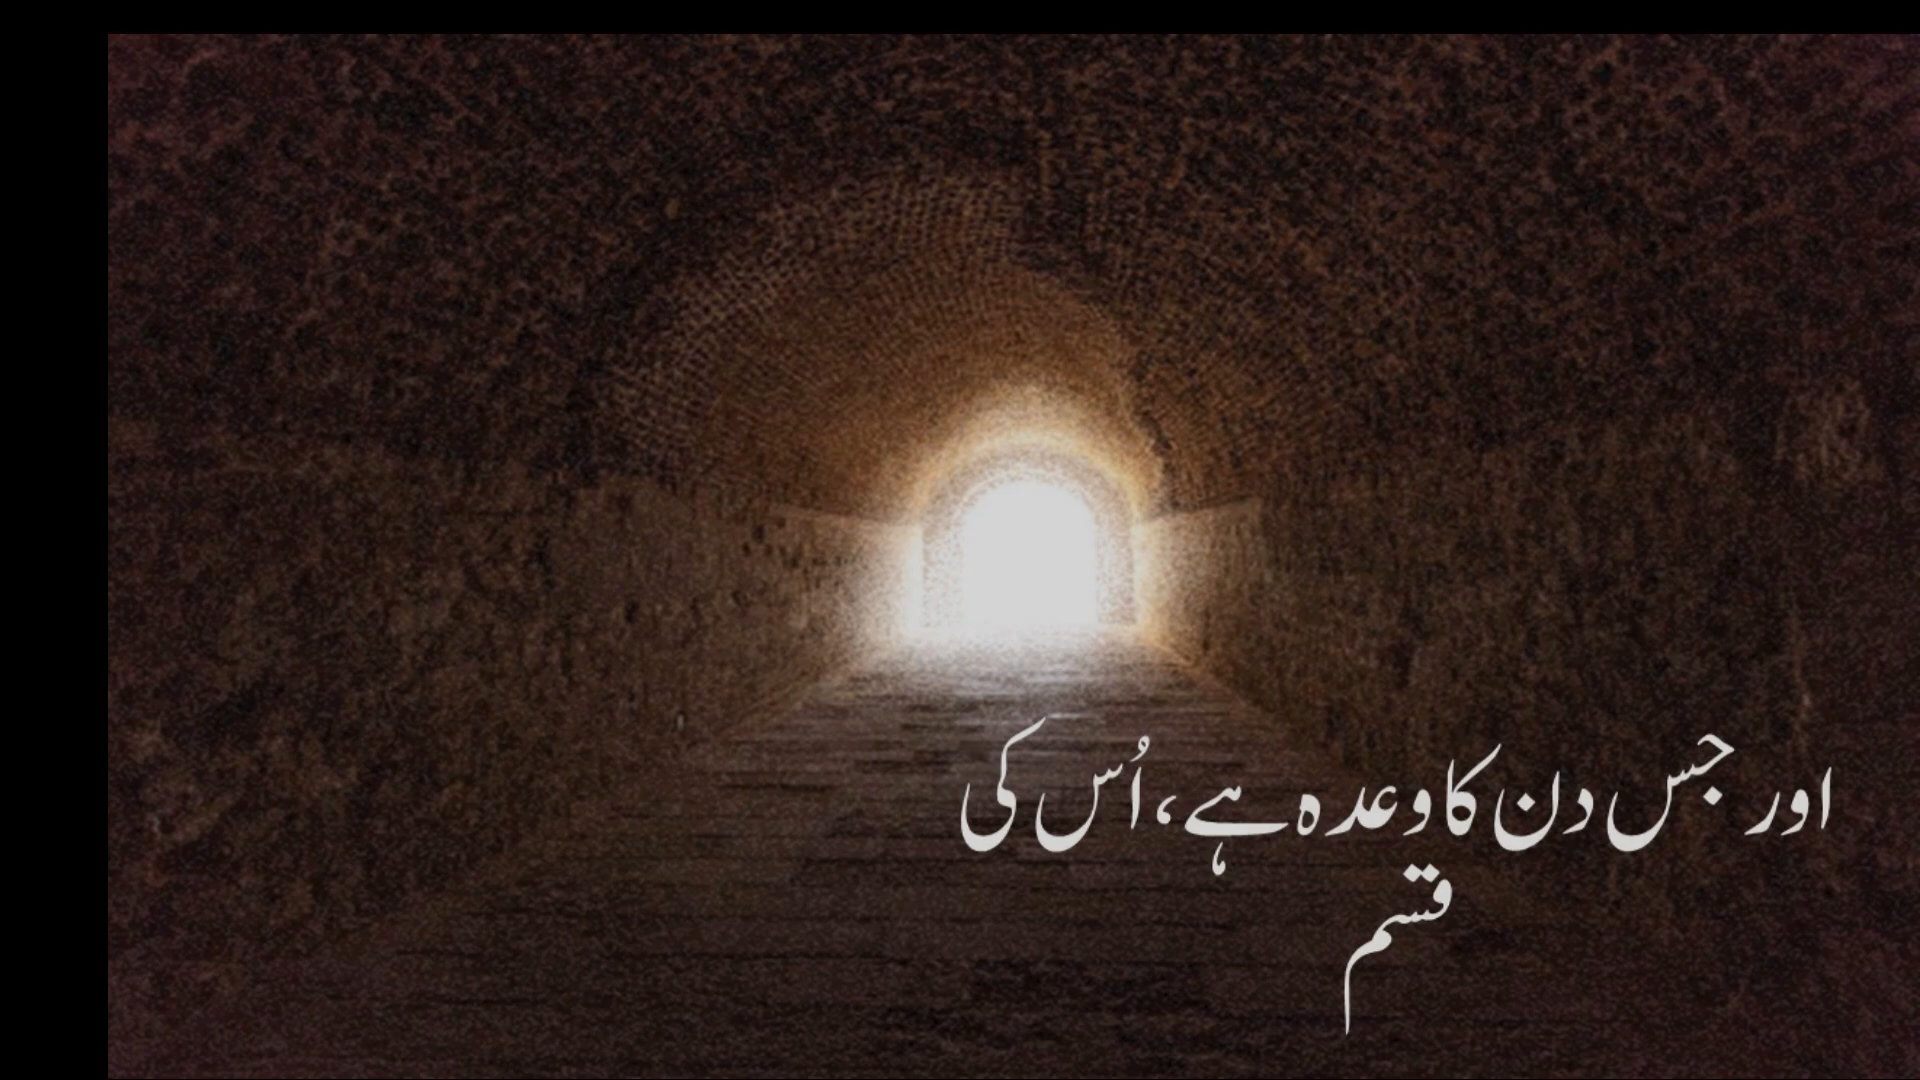 اور جس دن کا وعدہ ہے، اُس کی
قسم